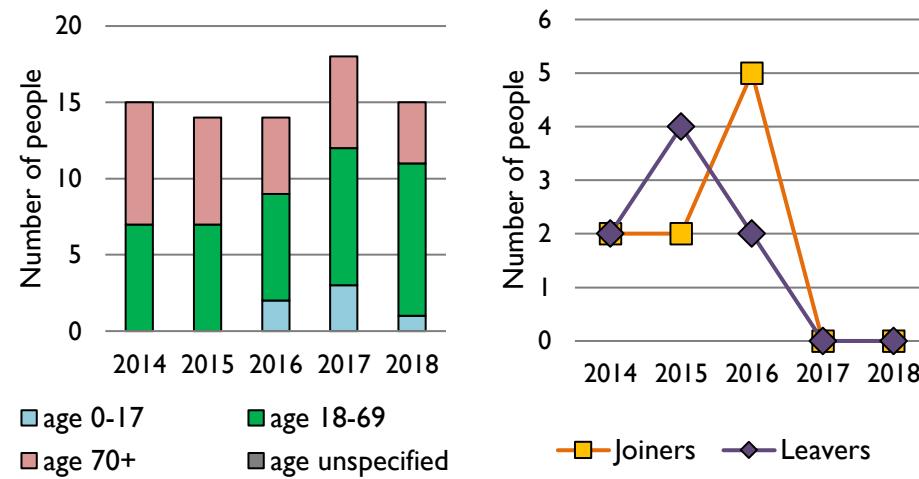 Number of people
20
15
10
5
0
2014 2015 2016 2017 2018
age 0-17 age 18-69
age 70+ age unspecified
Number of people
6
5
4
3
2
1
0
2014 2015 2016 2017 2018
Joiners Leavers